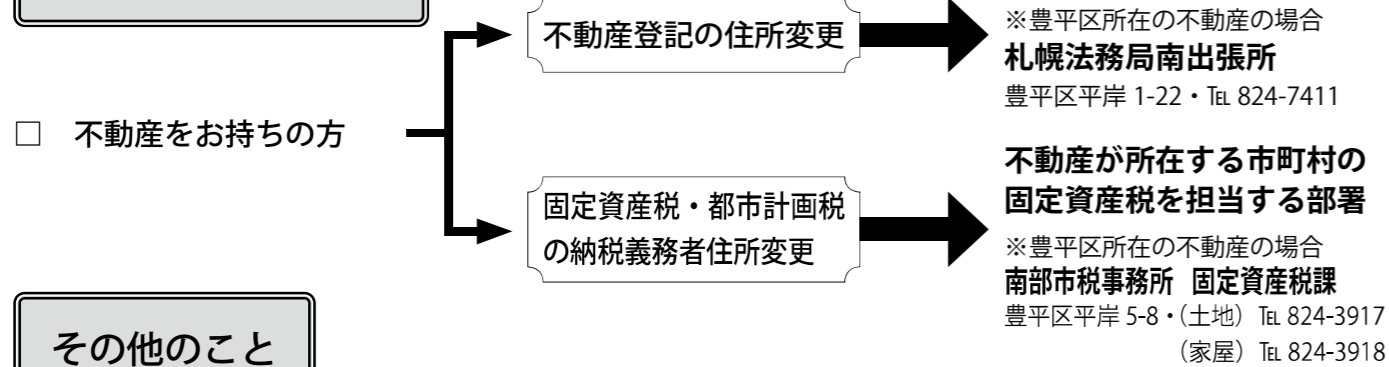 不動産登記の住所変更
※豊平区所在の不動産の場合
札幌法務局南出張所
豊平区平岸 1-22・℡ 824-7411
□ 不動産をお持ちの方
固定資産税・都市計画税
の納税義務者住所変更
不動産が所在する市町村の
固定資産税を担当する部署
※豊平区所在の不動産の場合
南部市税事務所 固定資産税課
豊平区平岸 5-8・(土地) ℡ 824-3917
(家屋) ℡ 824-3918
その他のこと